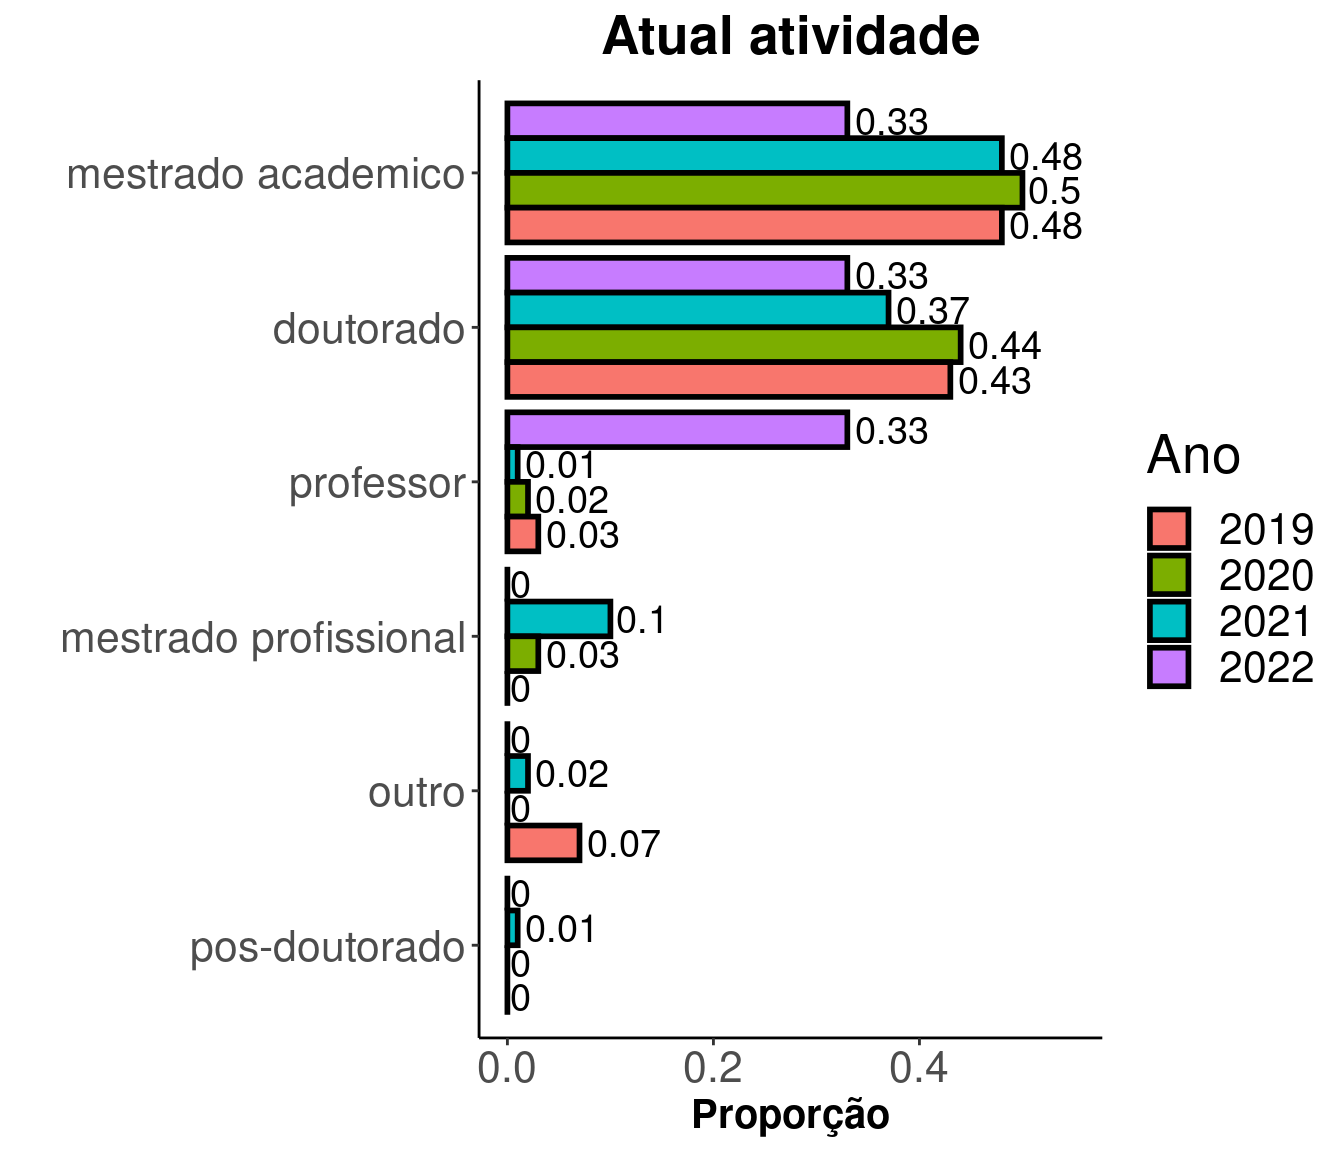 Atual atividade
mestrado academico
0.33
0.48
0.5
0.48
doutorado
0.33
0.37
0.44
0.43
professor
0.33
0.01
0.02
0.03
mestrado profissional
0
0.1
0.03
0
outro
0
0.02
0
0.07
pos-doutorado
0
0.01
0
0
0.0 0.2 0.4
Proporção
Ano
2019
2020
2021
2022